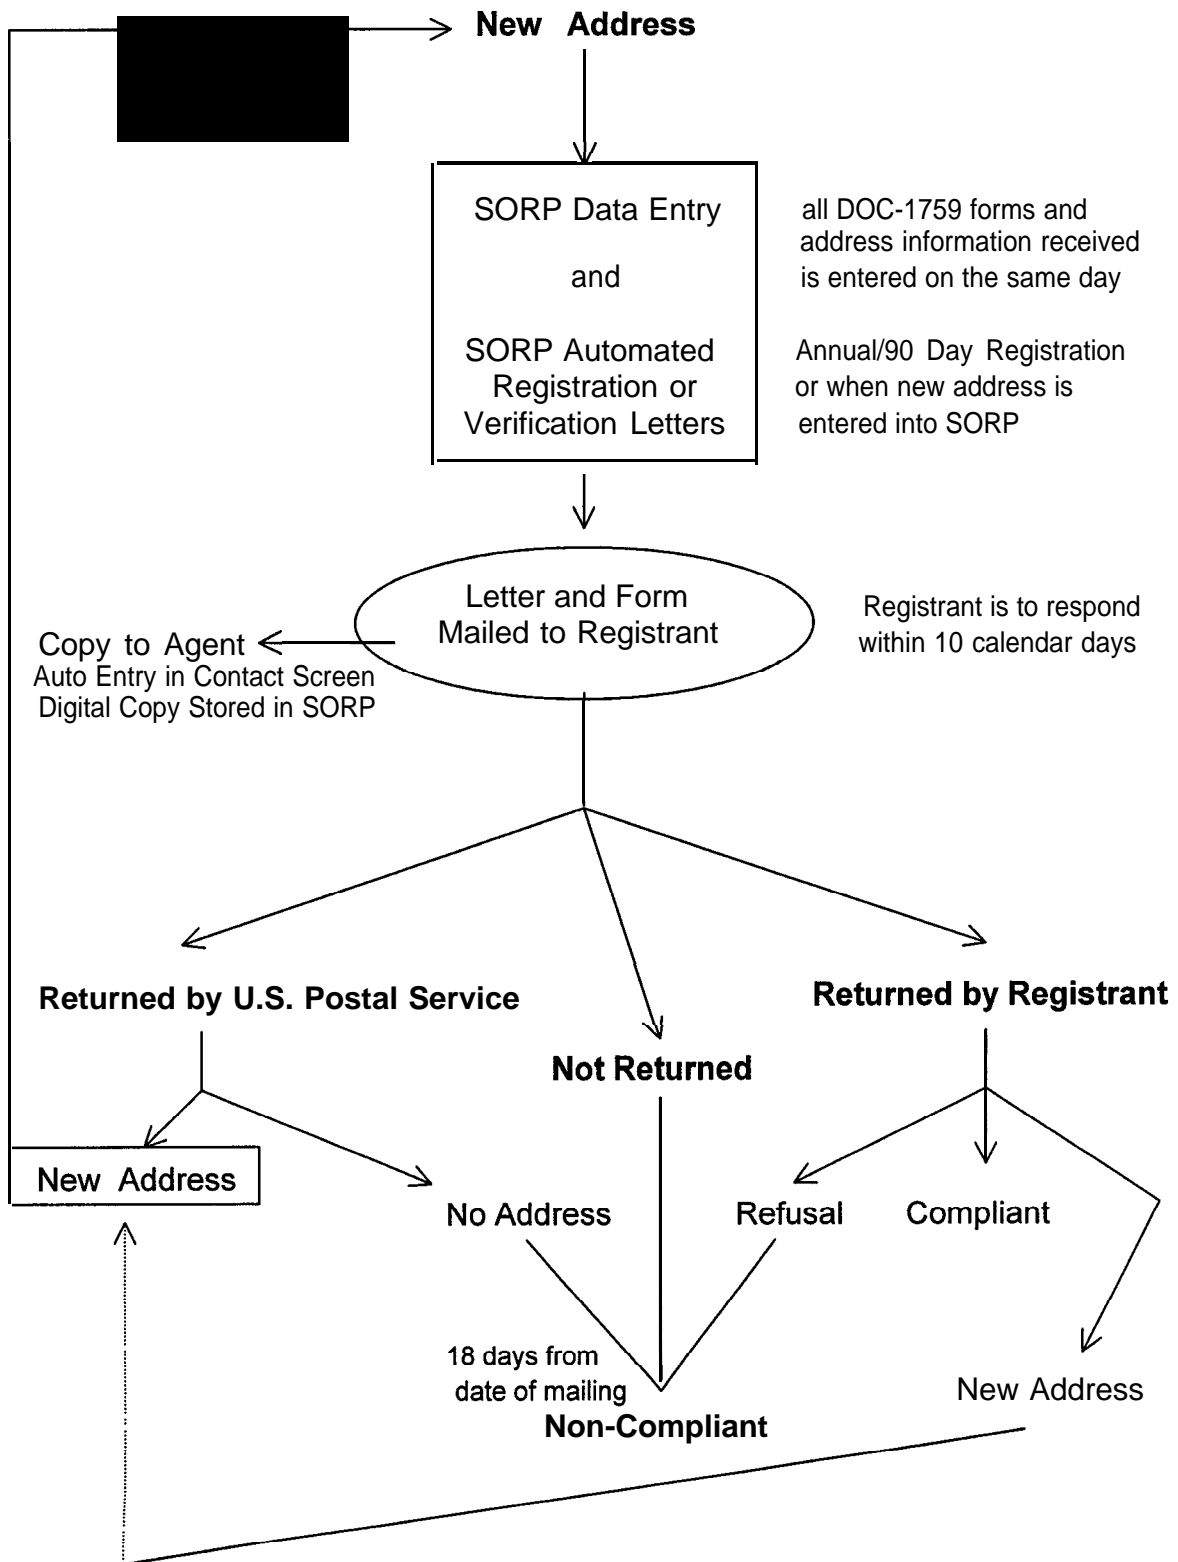 New Address
SORP Data Entry
and
SORP Automated
Registration or
Verification Letters
all DOC-1759 forms and
address information received
is entered on the same day
Annual/90 Day Registration
or when new address is
entered into SORP
Letter and Form
Mailed to Registrant
Registrant is to respond
within 10 calendar days
Copy to Agent
Auto Entry in Contact Screen
Digital Copy Stored in SORP
Returned by U.S. Postal Service
Not Returned
Returned by Registrant
New Address
No Address
Refusal
Compliant
18 days from
date of mailing
Non-Compliant
New Address